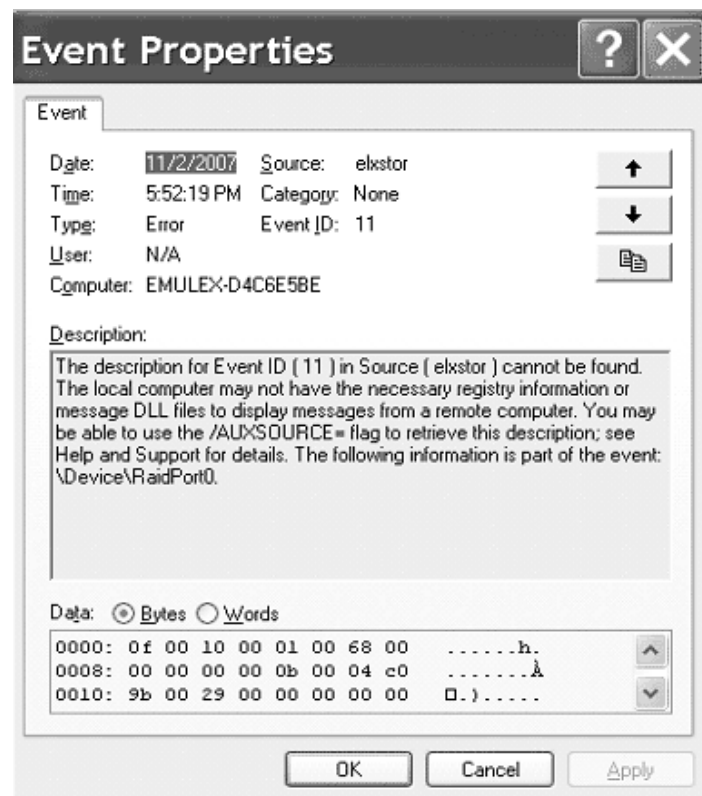 Event Properties
?
Event
Date: 11/2/2007 Source: elxstor
Time: 5:52:19 PM Category: None
Type: Error Event ID: 11
User: N/A
Computer: EMULEX-D4C6E5BE
Description:
The description for Event ID ( 11 ) in Source ( elxstor ) cannot be found.
The local computer may not have the necessary registry information or
message DLL files to display messages from a remote computer. You may
be able to use the /AUXSOURCE= flag to retrieve this description; see
Help and Support for details. The following information is part of the event:
\Device\RaidPort0.
Data: Bytes Words
0000: 0f 00 10 00 01 00 68 00 ......h.
0008: 00 00 00 00 0b 00 04 c0 .......À
0010: 9b 00 29 00 00 00 00 00 □.).....
OK Cancel Apply